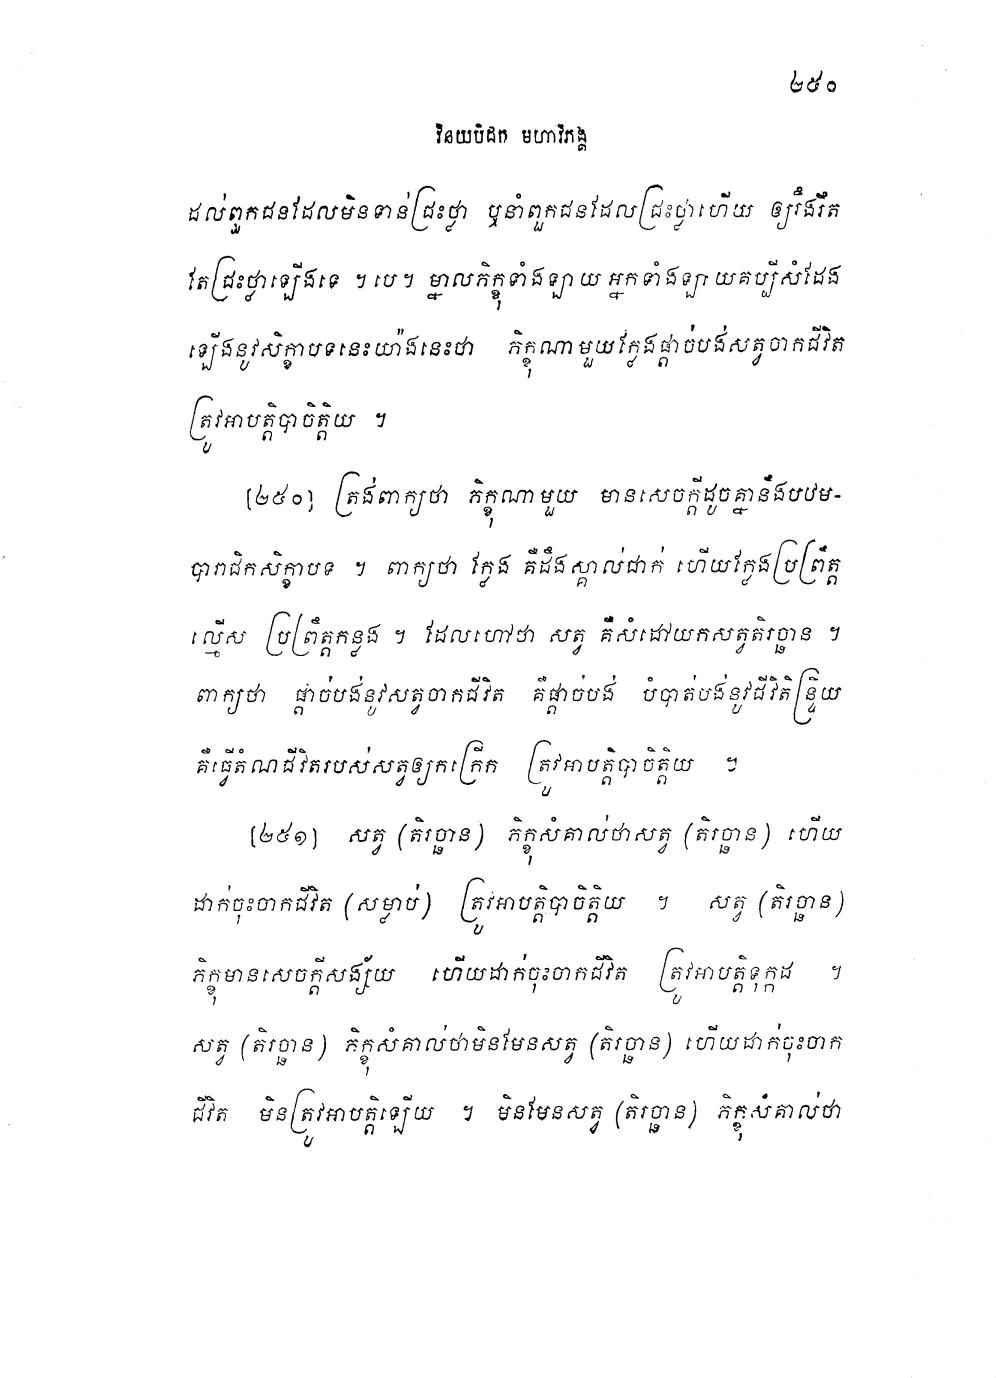 ២៥០
វិនយបិដក មហាវិភង្គ
ដល់ពួកជនដែលមិនទាន់ជ្រះថ្លា ឬនាំពួកជនដែលជ្រះថ្លាហើយ ឲ្យរឹងរឹត
តែជ្រះថ្លាឡើងទេ ។ បេ ។ ម្នាលភិក្ខុទាំងឡាយ អ្នកទាំងឡាយគប្បីសំដែង
ឡើងនូវសិក្ខាបទនេះយ៉ាងនេះថា ភិក្ខុណាមួយក្លែងផ្តាច់បង់សត្វចាកជីវិត
ត្រូវអាបត្តិបាចិត្តិយ ។
[២៥០] ត្រង់ពាក្យថា ភិក្ខុណាមួយ មានសេចក្តីដូចគ្នានឹងបឋម-
បារាជិកសិក្ខាបទ ។ ពាក្យថា ក្លែង គឺដឹងស្គាល់ជាក់ ហើយក្លែងប្រព្រឹត្ត
ល្មើស ប្រព្រឹត្តកន្លង ។ ដែលហៅថា សត្វ គឺសំដៅយកសត្វតិរច្ឆាន ។
ពាក្យថា ផ្តាច់បង់នូវសត្វចាកជីវិត គឺផ្តាច់បង់ បំបាត់បង់នូវជីវិតិន្ទ្រិយ
គឺធ្វើតំណជីវិតរបស់សត្វឲ្យកក្រើក ត្រូវអាបត្តិបាចិត្តិយ ។
[២៥១] សត្វ (តិរច្ឆាន) ភិក្ខុសំគាល់ថាសត្វ (តិរច្ឆាន) ហើយ
ដាក់ចុះចាកជីវិត (សម្លាប់) ត្រូវអាបត្តិបាចិត្តិយ ។ សត្វ (តិរច្ឆាន)
ភិក្ខុមានសេចក្តីសង្ស័យ ហើយដាក់ចុះចាកជីវិត ត្រូវអាបត្តិទុក្កដ ។
សត្វ (តិរច្ឆាន) ភិក្ខុសំគាល់ថាមិនមែនសត្វ (តិរច្ឆាន) ហើយដាក់ចុះចាក
ជីវិត មិនត្រូវអាបត្តិឡើយ ។ មិនមែនសត្វ (តិរច្ឆាន) ភិក្ខុសំគាល់ថា